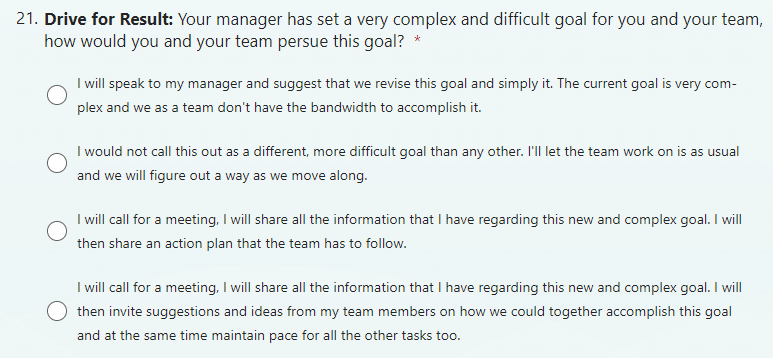 21. Drive for Result: Your manager has set a very complex and difficult goal for you and your team,
how would you and your team persue this goal? *
I will speak to my manager and suggest that we revise this goal and simply it. The current goal is very com-
plex and we as a team don't have the bandwidth to accomplish it.
I would not call this out as a different, more difficult goal than any other. I'll let the team work on is as usual
and we will figure out a way as we move along.
I will call for a meeting, I will share all the information that I have regarding this new and complex goal. I will
then share an action plan that the team has to follow.
I will call for a meeting, I will share all the information that I have regarding this new and complex goal. I will
then invite suggestions and ideas from my team members on how we could together accomplish this goal
and at the same time maintain pace for all the other tasks too.